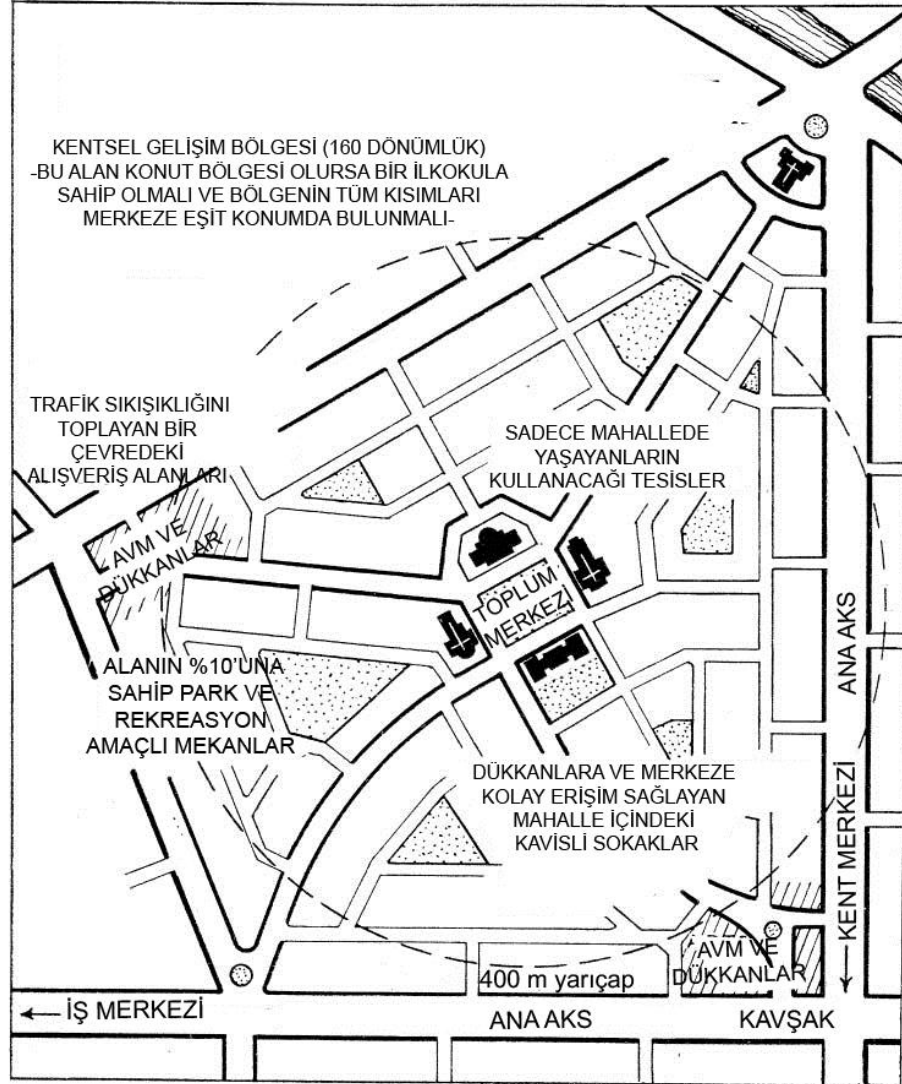 KENTSEL GELİŞİM BÖLGESİ (160 DÖNÜMLÜK)
-BU ALAN KONUT BÖLGESİ OLURSA BİR İLKOKULA
SAHİP OLMALI VE BÖLGENİN TÜM KISIMLARI
MERKEZE EŞİT KONUMDA BULUNMALI-
TRAFİK SIKIŞIKLIĞINI
TOPLAYAN BİR
ÇEVREDEKİ
ALIŞVERİŞ ALANLARI
SADECE MAHALLEDE
YAŞAYANLARIN
KULLANACAĞI TESİSLER
AVM VE
DÜKKANLAR
TOPLUM
MERKEZİ
ALANIN %10'UNA
SAHİP PARK VE
REKREASYON
AMAÇLI MEKANLAR
ANA AKS
DÜKKANLARA VE MERKEZE
KOLAY ERİŞİM SAĞLAYAN
MAHALLE İÇİNDEKİ
KAVİSLİ SOKAKLAR
←KENT MERKEZİ
AVM VE
DÜKKANLAR
400 m yarıçap
← İŞ MERKEZİ
ANA AKS
KAVŞAK